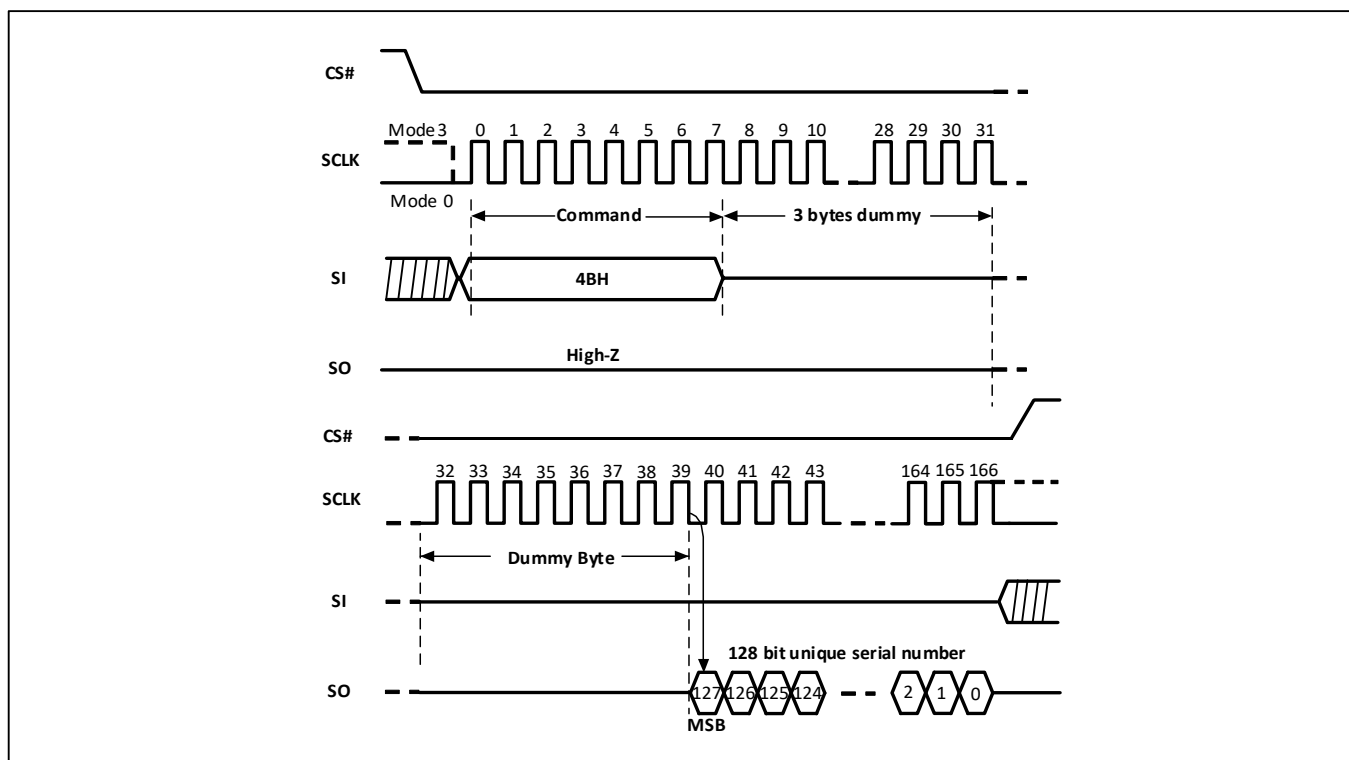 CS#
Mode 3 0 1 2 3 4 5 6 7 8 9 10 28 29 30 31
SCLK
Mode 0
Command 3 bytes dummy
SI 4BH
High-Z
SO
CS#
32 33 34 35 36 37 38 39 40 41 42 43 164 165 166
SCLK
Dummy Byte
SI
128 bit unique serial number
SO 127 126 125 124 2 1 0
MSB